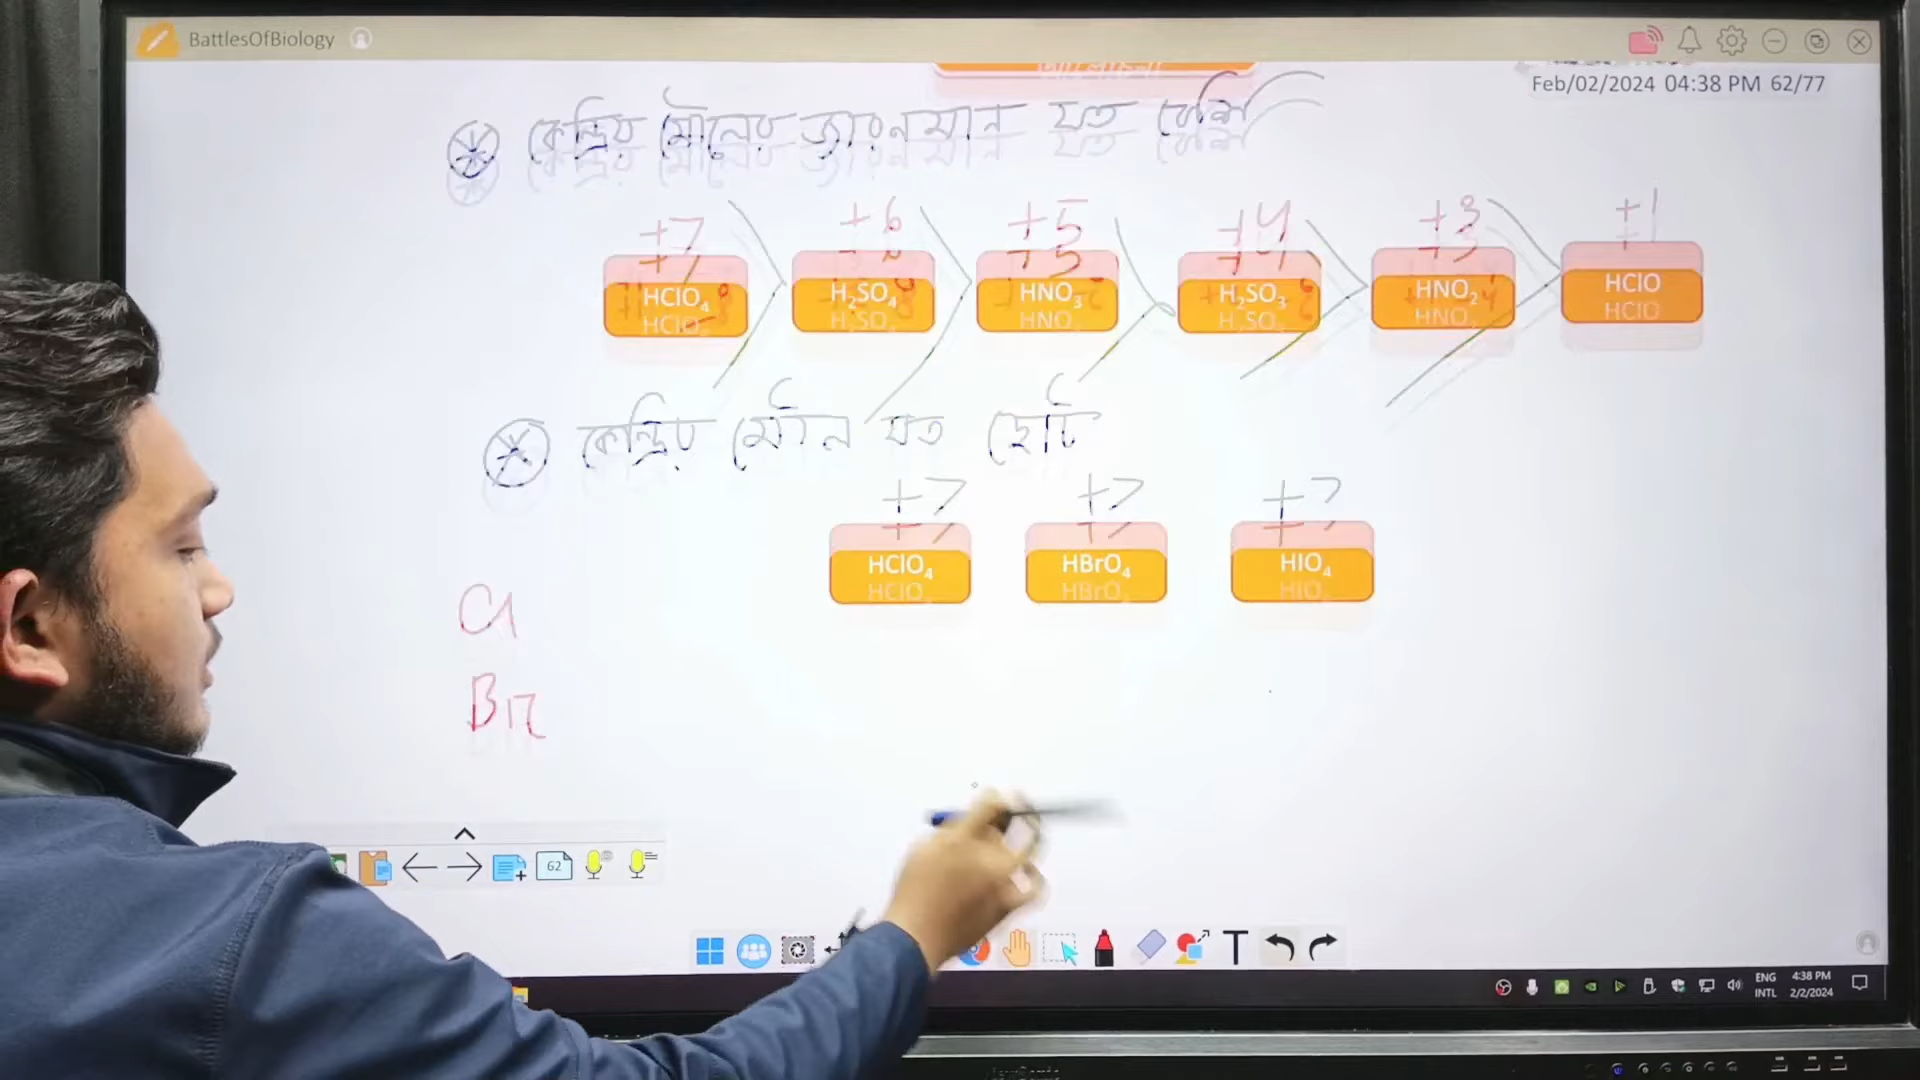 BattlesOfBiology
Feb/02/2024 04:38 PM 62/77
কেন্দ্রিয় মৌলের জারন মান যত বেশি
+7 +6 +5 +4 +3 +1
HClO₄ H₂SO₄ HNO₃ H₂SO₃ HNO₂ HClO
কেন্দ্রিয় মৌল যত ছোট
+7 +7 +7
HClO₄ HBrO₄ HIO₄
Cl
Br
62
ENG 4:38 PM
INTL 2/2/2024